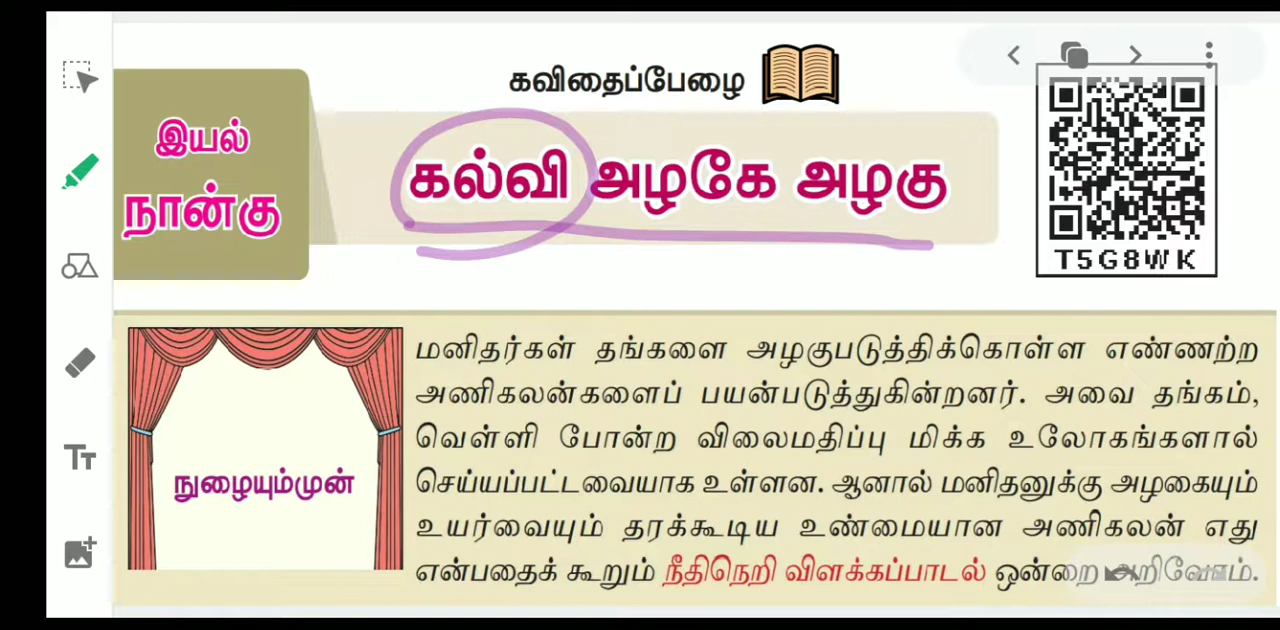 கவிதைப்பேழை
இயல்
நான்கு
கல்வி அழகே அழகு
T5G8WK
நுழையும்முன்
மனிதர்கள் தங்களை அழகுபடுத்திக்கொள்ள எண்ணற்ற
அணிகலன்களைப் பயன்படுத்துகின்றனர். அவை தங்கம்,
வெள்ளி போன்ற விலைமதிப்பு மிக்க உலோகங்களால்
செய்யப்பட்டவையாக உள்ளன. ஆனால் மனிதனுக்கு அழகையும்
உயர்வையும் தரக்கூடிய உண்மையான அணிகலன் எது
என்பதைக் கூறும் நீதிநெறி விளக்கப்பாடல் ஒன்றை அறிவோம்.
TT